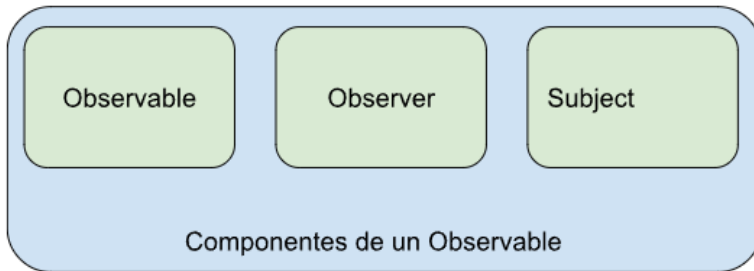 Observable
Observer
Subject
Componentes de un Observable